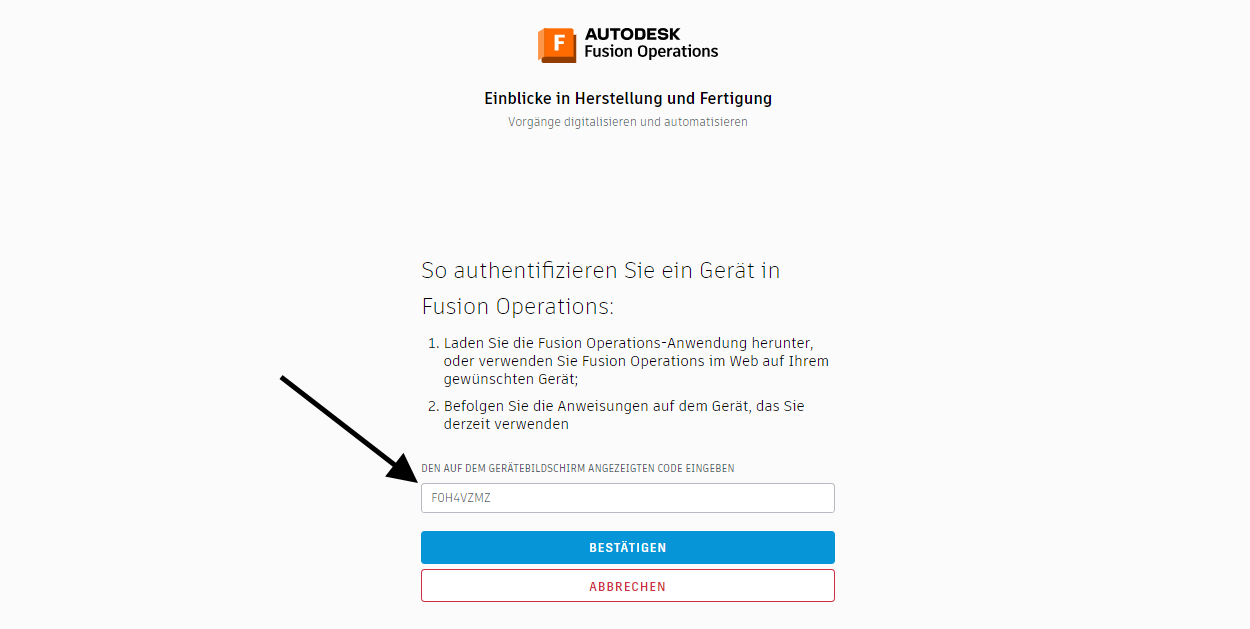 F
AUTODESK
Fusion Operations
Einblicke in Herstellung und Fertigung
Vorgänge digitalisieren und automatisieren
So authentifizieren Sie ein Gerät in
Fusion Operations:
1. Laden Sie die Fusion Operations-Anwendung herunter,
oder verwenden Sie Fusion Operations im Web auf Ihrem
gewünschten Gerät;
2. Befolgen Sie die Anweisungen auf dem Gerät, das Sie
derzeit verwenden
DEN AUF DEM GERÄTEBILDSCHIRM ANGEZEIGTEN CODE EINGEBEN
F0H4VZMZ
BESTÄTIGEN
ABBRECHEN